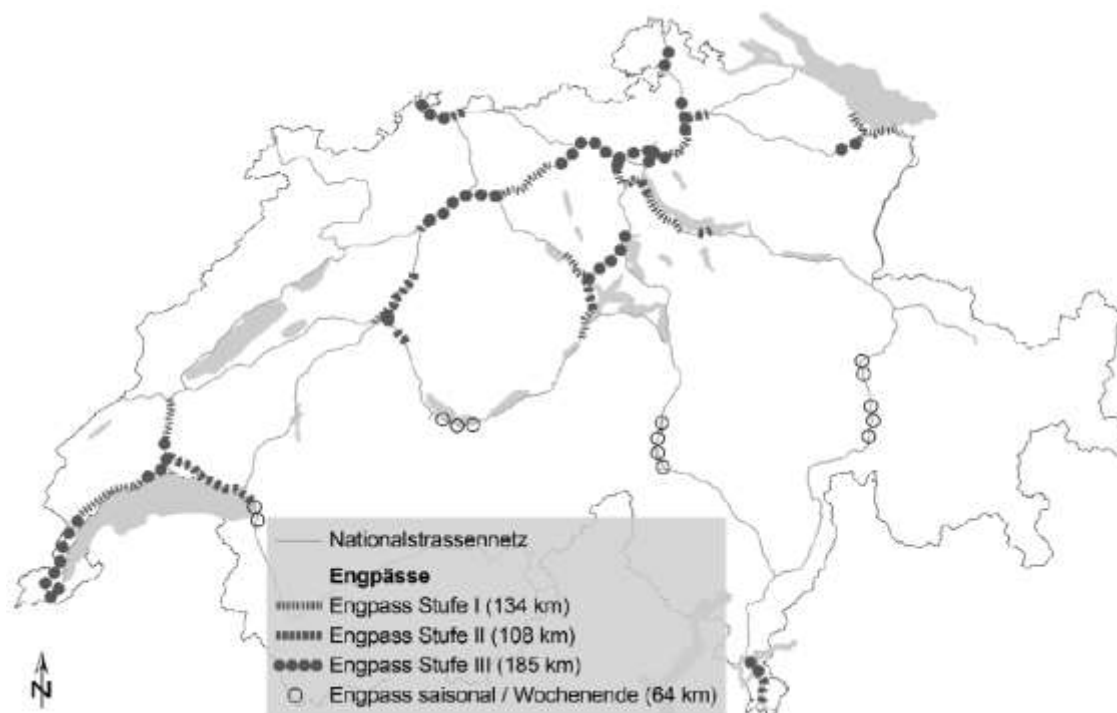 Nationalstrassennetz
Engpässe
Engpass Stufe I (134 km)
Engpass Stufe II (108 km)
Engpass Stufe III (185 km)
Engpass saisonal / Wochenende (64 km)
N